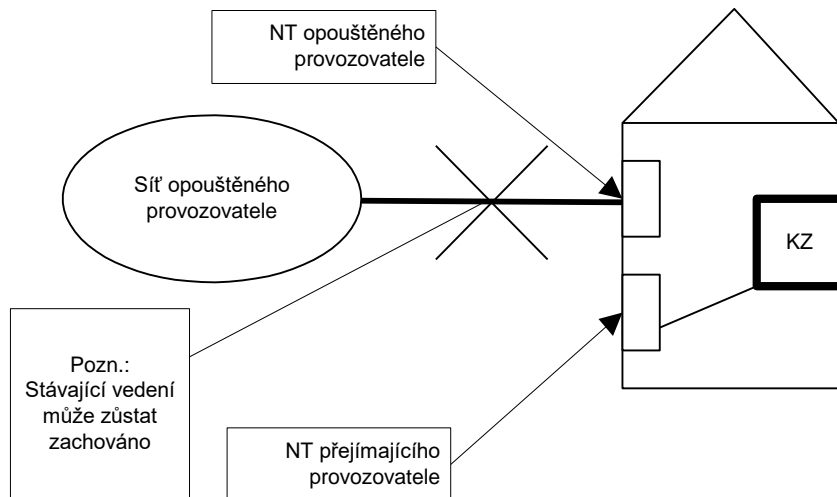 NT opouštěného
provozovatele
Síť opouštěného
provozovatele
KZ
Pozn.:
Stávající vedení
může zůstat
zachováno
NT přejímajícího
provozovatele